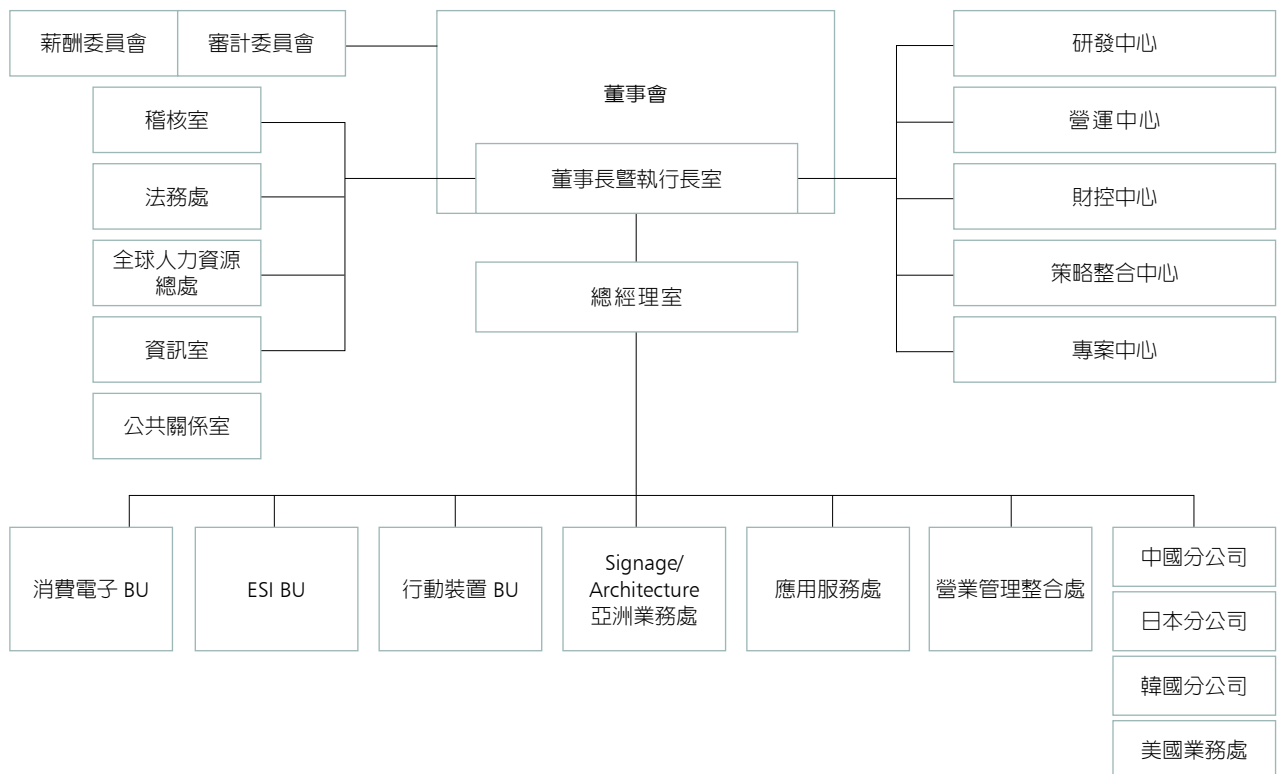 薪酬委員會
審計委員會
董事會
董事長暨執行長室
總經理室
稽核室
法務處
全球人力資源
總處
資訊室
公共關係室
研發中心
營運中心
財控中心
策略整合中心
專案中心
消費電子 BU
ESI BU
行動裝置 BU
Signage/
Architecture
亞洲業務處
應用服務處
營業管理整合處
中國分公司
日本分公司
韓國分公司
美國業務處